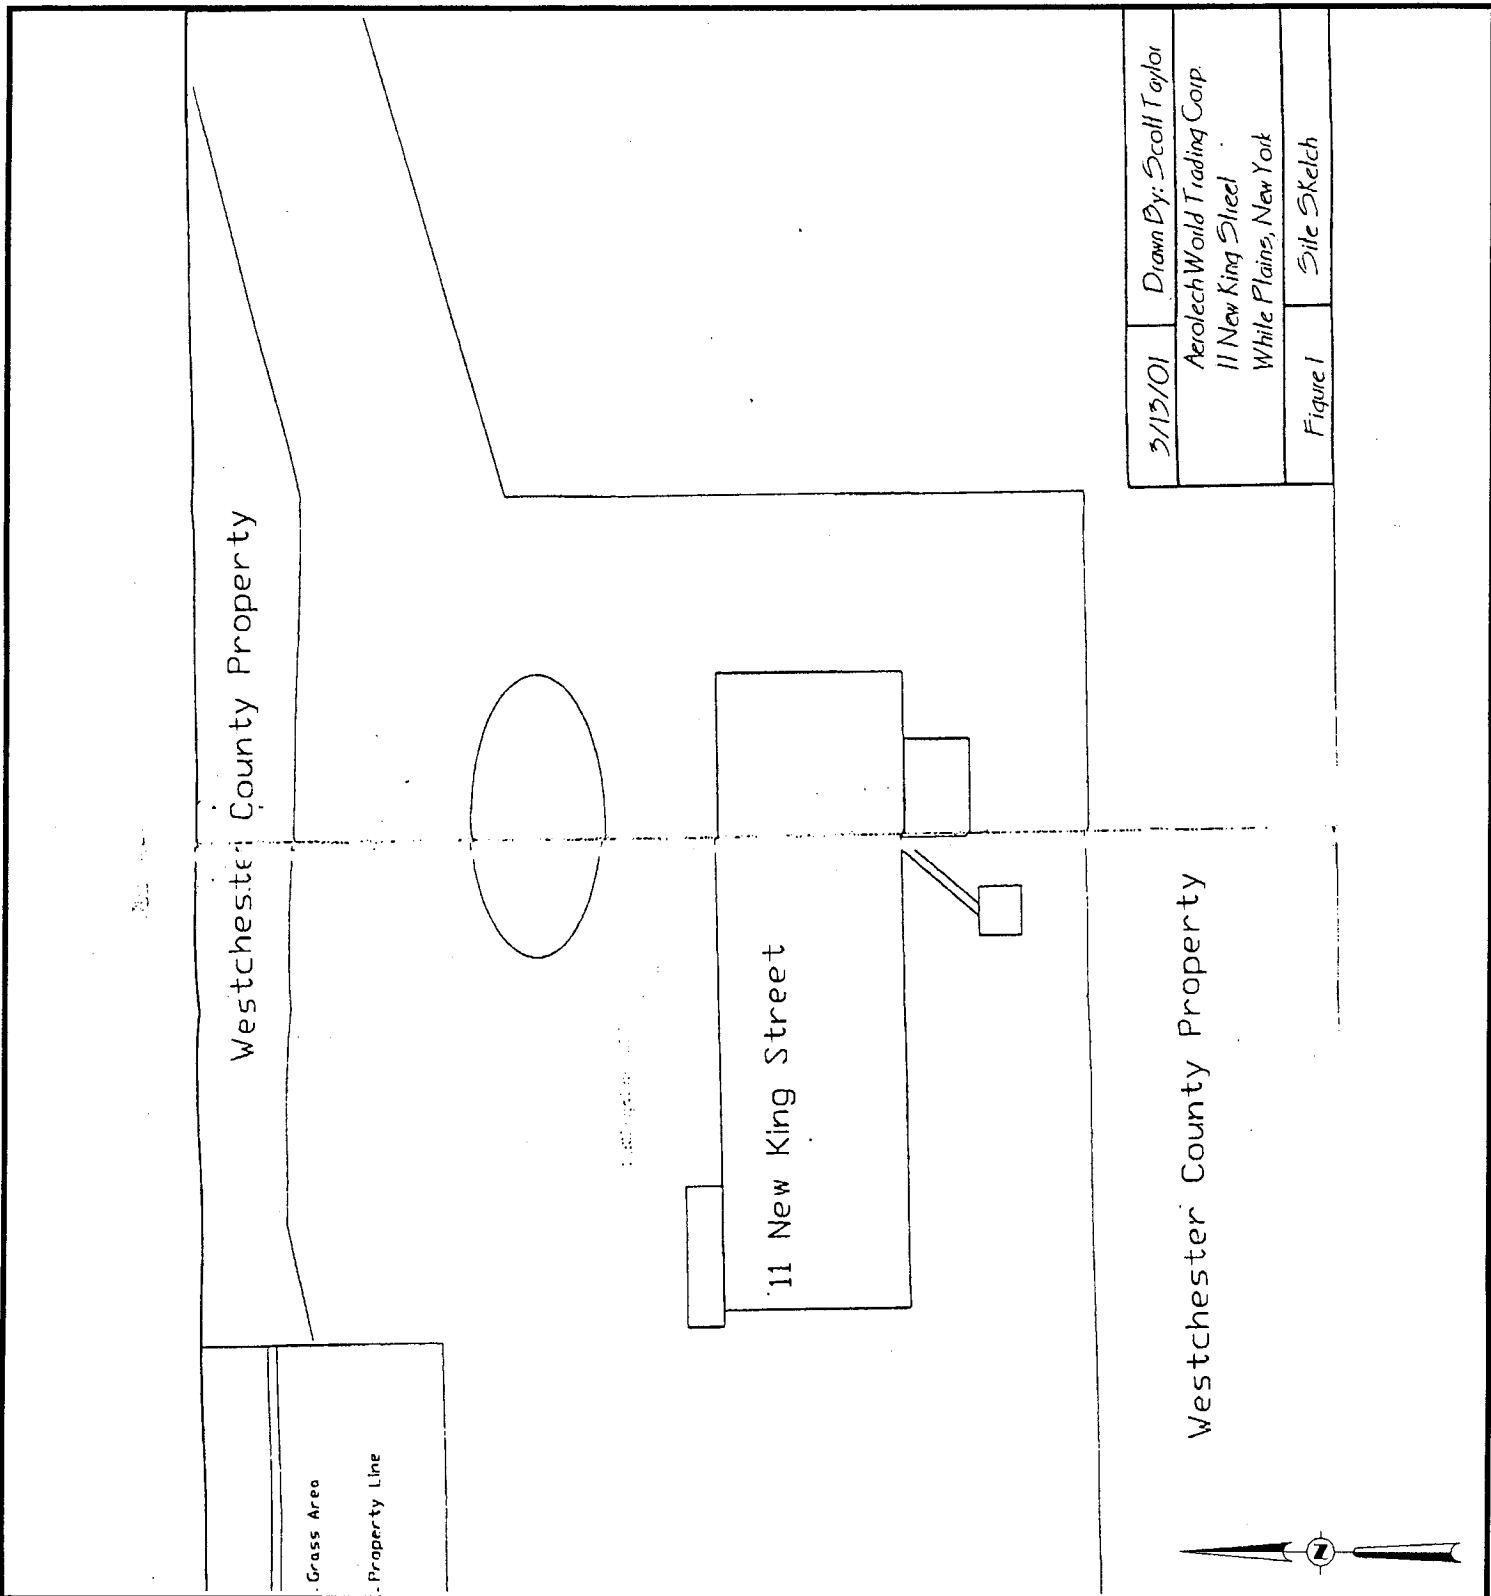 Westchester County Property
Grass Area
Property Line
11 New King Street
3/13/01
Drawn By: Scott Taylor
Aerotech World Trading Corp.
11 New King Street
White Plains, New York
Figure 1
Site Sketch
Westchester County Property
N